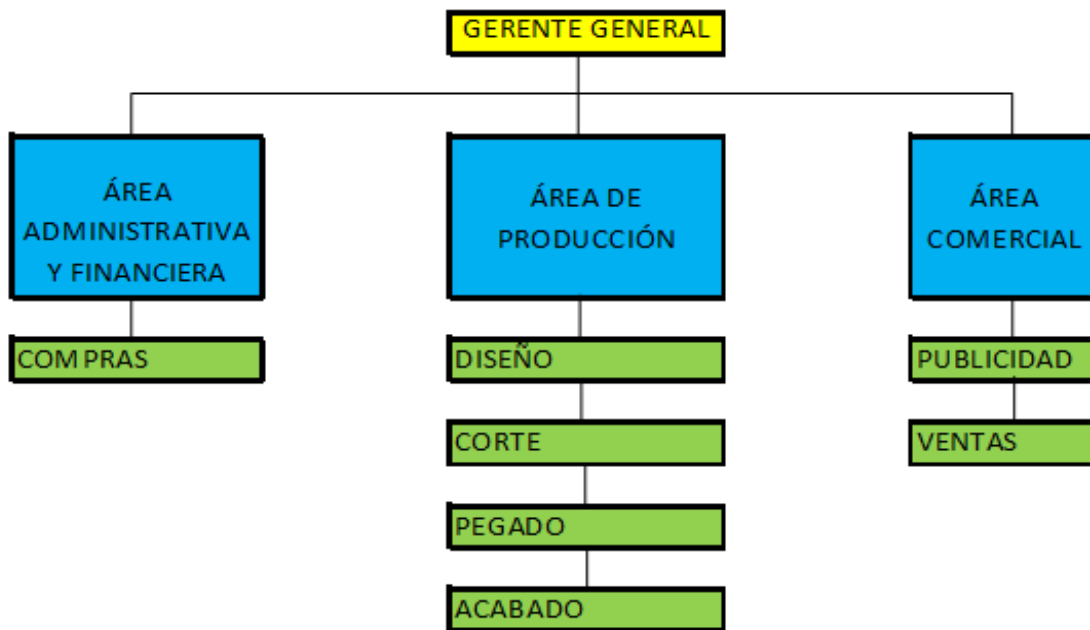 GERENTE GENERAL
ÁREA
ADMINISTRATIVA
Y FINANCIERA
ÁREA DE
PRODUCCIÓN
ÁREA
COMERCIAL
COMPRAS
DISEÑO
PUBLICIDAD
CORTE
VENTAS
PEGADO
ACABADO